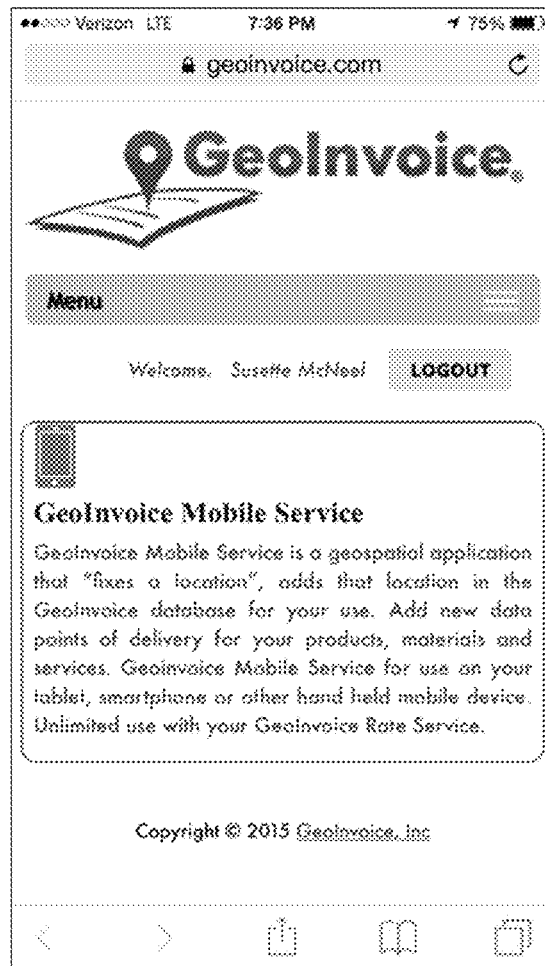 Verizon LTE 7:36 PM 75%
geoinvoice.com
GeoInvoice®
Menu
Welcome, Susette McNeel LOGOUT
GeoInvoice Mobile Service
GeoInvoice Mobile Service is a geospatial application
that "fixes a location", adds that location in the
GeoInvoice database for your use. Add new data
points of delivery for your products, materials and
services. GeoInvoice Mobile Service for use on your
tablet, smartphone or other hand held mobile device.
Unlimited use with your GeoInvoice Rate Service.
Copyright © 2015 GeoInvoice, Inc